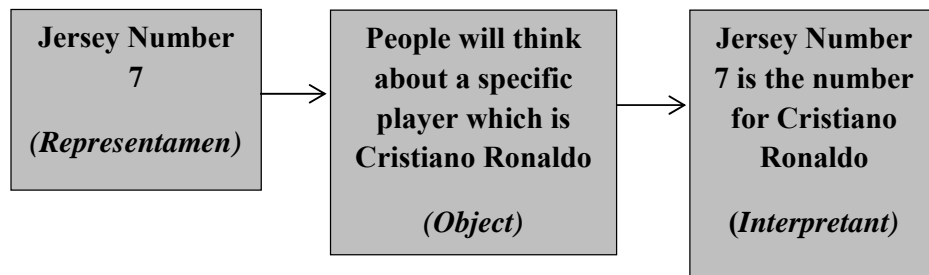 Jersey Number
7
(Representamen)
People will think
about a specific
player which is
Cristiano Ronaldo
(Object)
Jersey Number
7 is the number
for Cristiano
Ronaldo
(Interpretant)